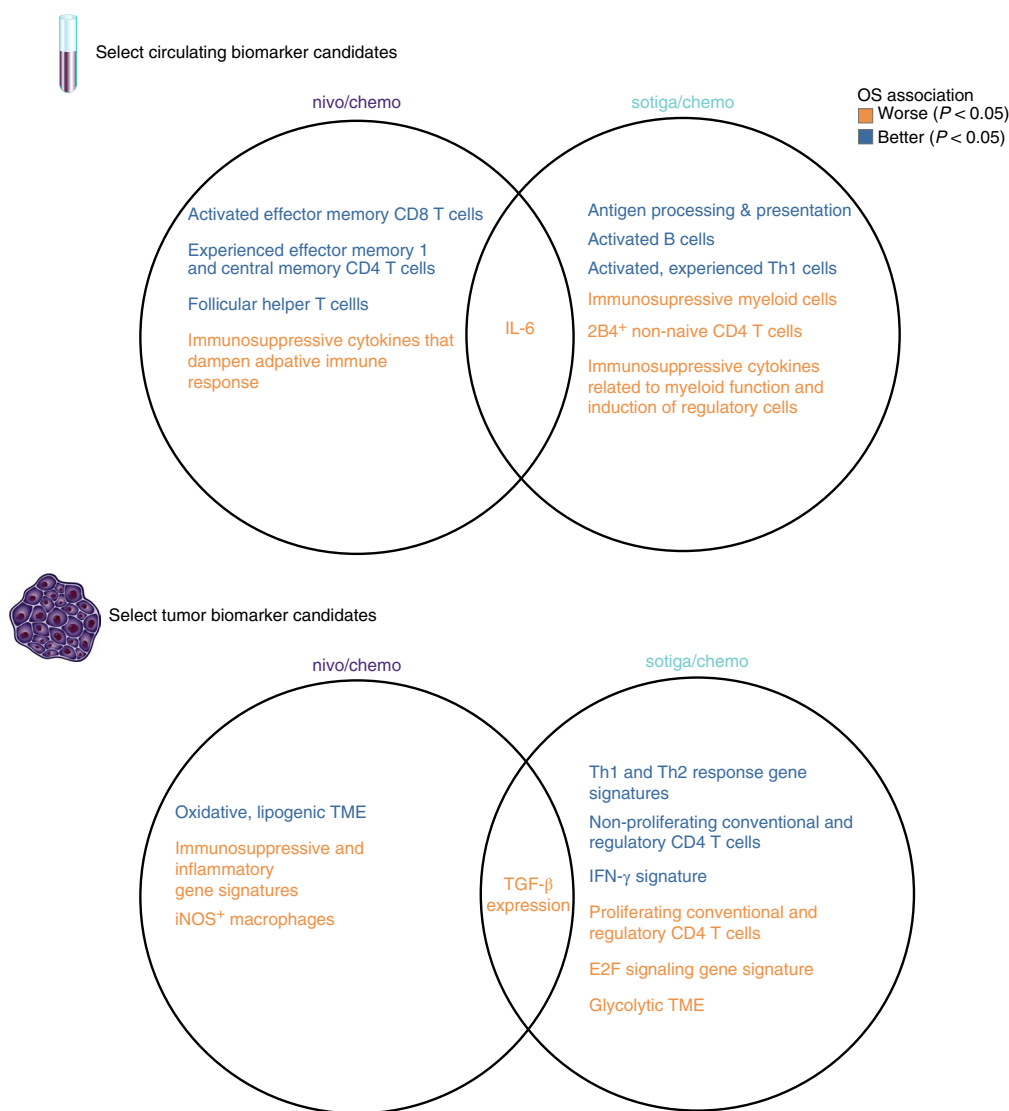 Select circulating biomarker candidates
nivo/chemo
sotiga/chemo
OS association
Worse (P < 0.05)
Better (P < 0.05)
Activated effector memory CD8 T cells
Experienced effector memory 1
and central memory CD4 T cells
Follicular helper T cellls
Immunosuppressive cytokines that
dampen adpative immune
response
IL-6
Antigen processing & presentation
Activated B cells
Activated, experienced Th1 cells
Immunosupressive myeloid cells
2B4⁺ non-naive CD4 T cells
Immunosuppressive cytokines
related to myeloid function and
induction of regulatory cells
Select tumor biomarker candidates
nivo/chemo
sotiga/chemo
Oxidative, lipogenic TME
Immunosuppressive and
inflammatory
gene signatures
iNOS⁺ macrophages
TGF-β
expression
Th1 and Th2 response gene
signatures
Non-proliferating conventional and
regulatory CD4 T cells
IFN-γ signature
Proliferating conventional and
regulatory CD4 T cells
E2F signaling gene signature
Glycolytic TME